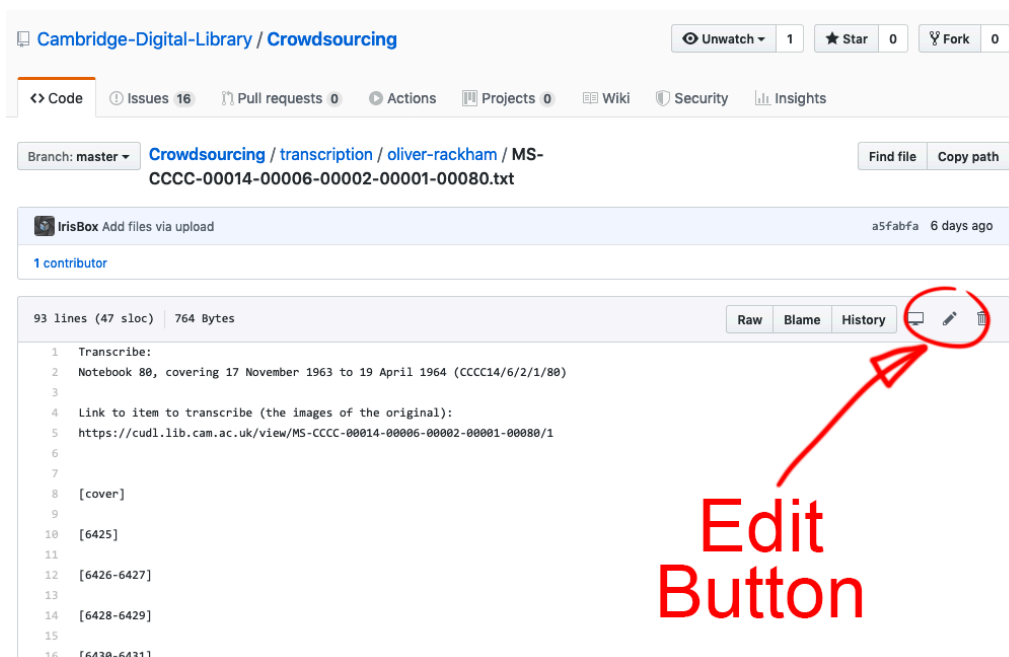 Cambridge-Digital-Library / Crowdsourcing
Unwatch 1 Star 0 Fork 0
Code Issues 16 Pull requests 0 Actions Projects 0 Wiki Security Insights
Branch: master Crowdsourcing / transcription / oliver-rackham / MS-
CCCC-00014-00006-00002-00001-00080.txt
Find file Copy path
IrisBox Add files via upload a5fabfa 6 days ago
1 contributor
93 lines (47 sloc) 764 Bytes Raw Blame History
1 Transcribe:
2 Notebook 80, covering 17 November 1963 to 19 April 1964 (CCCC14/6/2/1/80)
3
4 Link to item to transcribe (the images of the original):
5 https://cudl.lib.cam.ac.uk/view/MS-CCCC-00014-00006-00002-00001-00080/1
6
7
8 [cover]
9
10 [6425]
11
12 [6426-6427]
13
14 [6428-6429]
15
16 [6430-6431]
Edit
Button